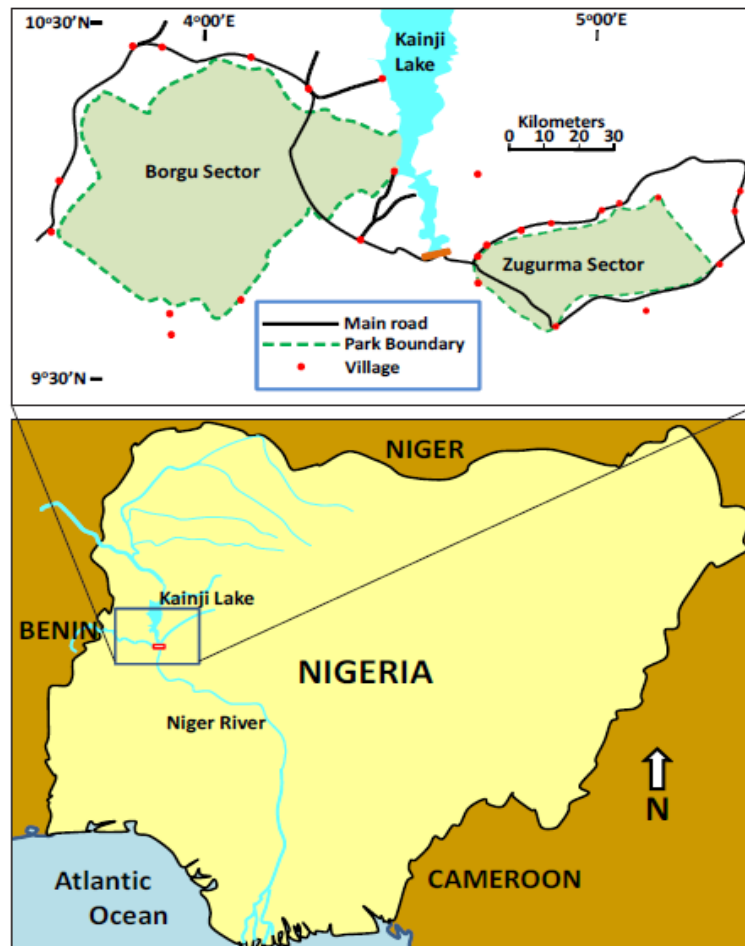 10°30’N
4°00’E
5°00’E
Kainji
Lake
Kilometers
0 10 20 30
Borgu Sector
Zugurma Sector
Main road
Park Boundary
Village
9°30’N
NIGER
Kainji Lake
BENIN
NIGERIA
Niger River
N
Atlantic
Ocean
CAMEROON